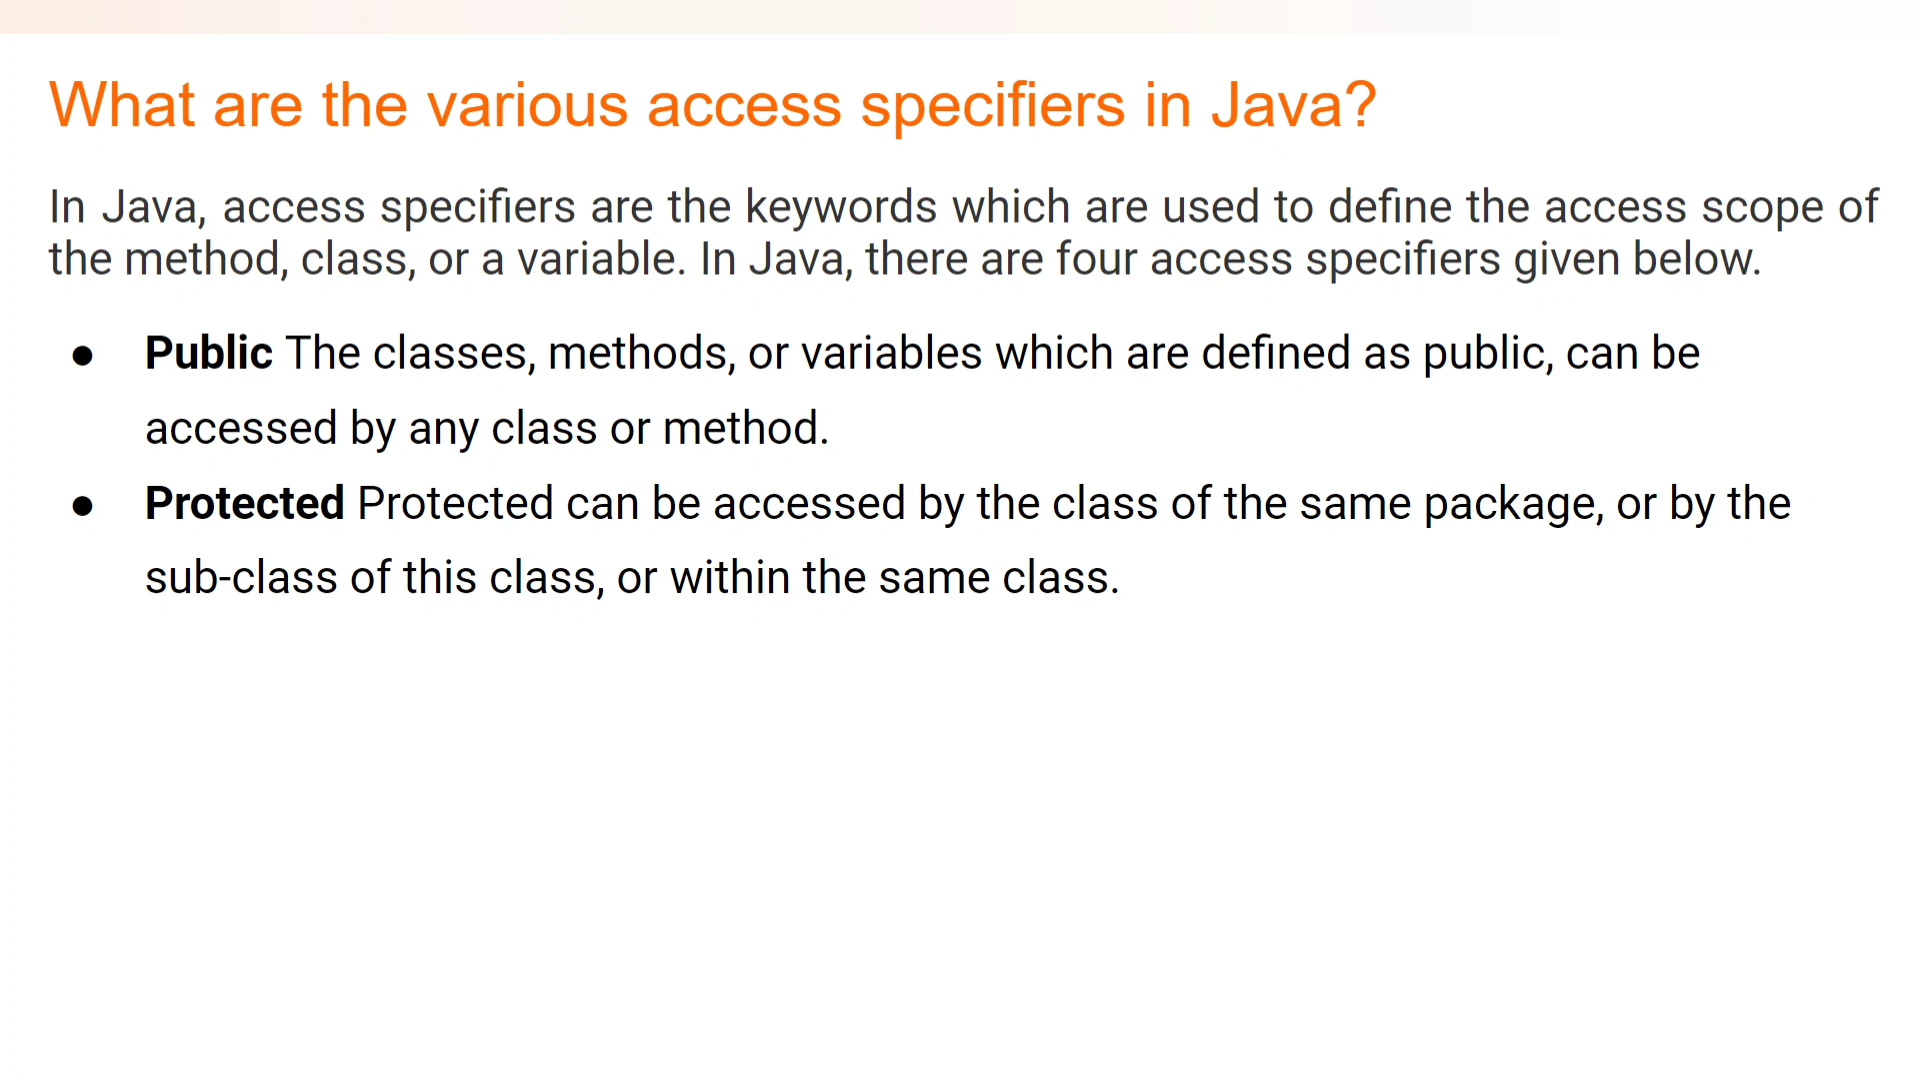 What are the various access specifiers in Java?
In Java, access specifiers are the keywords which are used to define the access scope of
the method, class, or a variable. In Java, there are four access specifiers given below.
● Public The classes, methods, or variables which are defined as public, can be
accessed by any class or method.
● Protected Protected can be accessed by the class of the same package, or by the
sub-class of this class, or within the same class.